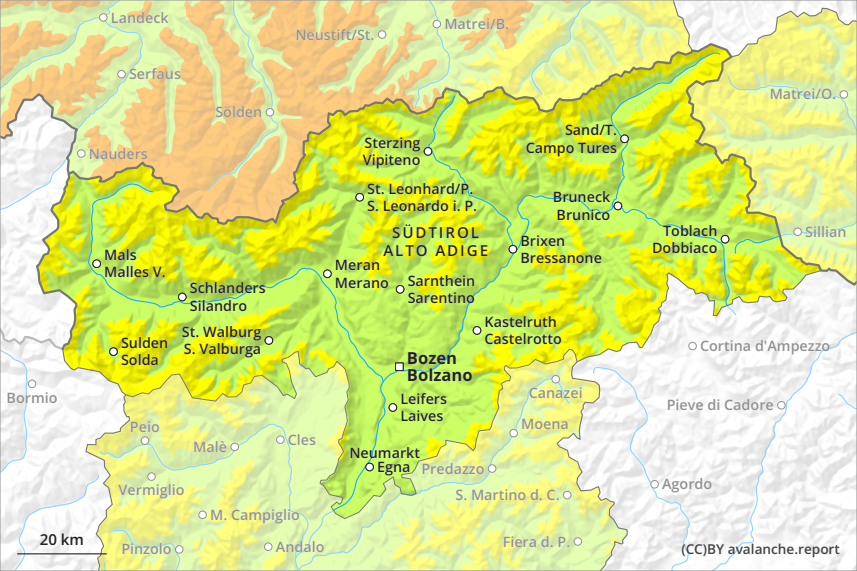 Landeck
Matrei/B.
Neustift/St.
Serfaus
Matrei/O.
Sölden
Sand/T.
Campo Tures
Sterzing
Vipiteno
Nauders
St. Leonhard/P.
S. Leonardo i. P.
Bruneck
Brunico
SÜDTIROL
ALTO ADIGE
Toblach
Dobbiaco
Sillian
Brixen
Bressanone
Mals
Malles V.
Meran
Merano
Sarnthein
Sarentino
Schlanders
Silandro
Kastelruth
Castelrotto
St. Walburg
S. Valburga
Sulden
Solda
Cortina d'Ampezzo
Bozen
Bolzano
Bormio
Canazei
Leifers
Laives
Pieve di Cadore
Peio
Moena
Malè
Cles
Neumarkt
Egna
Predazzo
Vermiglio
Agordo
S. Martino d. C.
M. Campiglio
20 km
Pinzolo
Andalo
Fiera d. P.
(CC)BY avalanche.report